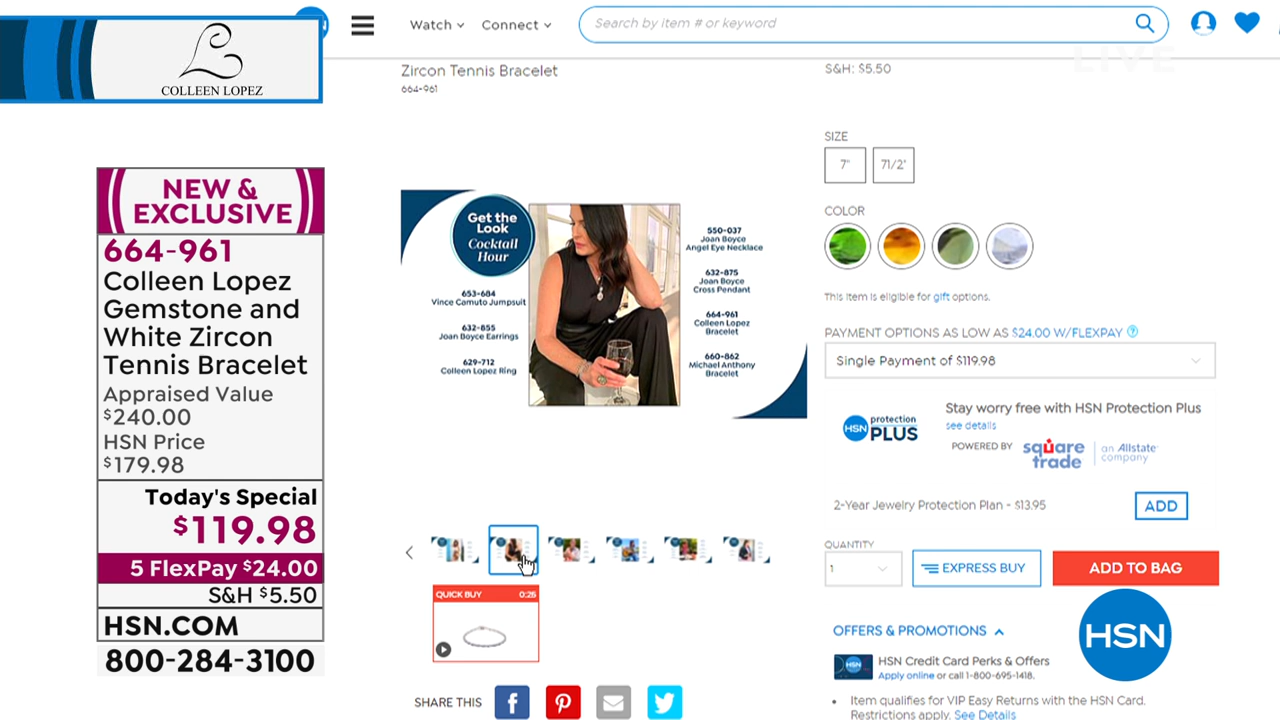 COLLEEN LOPEZ
Watch
Connect
Search by item # or keyword
LIVE
Zircon Tennis Bracelet
664-961
S&H: $5.50
NEW &
EXCLUSIVE
664-961
Colleen Lopez
Gemstone and
White Zircon
Tennis Bracelet
Appraised Value
$240.00
HSN Price
$179.98
Today's Special
$119.98
5 FlexPay $24.00
S&H $5.50
HSN.COM
800-284-3100
Get the
Look
Cocktail
Hour
653-684
Vince Camuto Jumpsuit
632-855
Joan Boyce Earrings
629-712
Colleen Lopez Ring
550-037
Joan Boyce
Angel Eye Necklace
632-875
Joan Boyce
Cross Pendant
664-961
Colleen Lopez
Bracelet
660-862
Michael Anthony
Bracelet
QUICK BUY 0:25
SHARE THIS
SIZE
7" 71/2"
COLOR
This item is eligible for gift options.
PAYMENT OPTIONS AS LOW AS $24.00 W/FLEXPAY ?
Single Payment of $119.98
HSN protection
PLUS
Stay worry free with HSN Protection Plus
see details
POWERED BY square
trade
an Allstate
company
2-Year Jewelry Protection Plan - $13.95
ADD
QUANTITY
1
EXPRESS BUY
ADD TO BAG
OFFERS & PROMOTIONS
HSN
HSN
HSN Credit Card Perks & Offers
Apply online or call 1-800-695-1418.
• Item qualifies for VIP Easy Returns with the HSN Card.
Restrictions apply. See Details